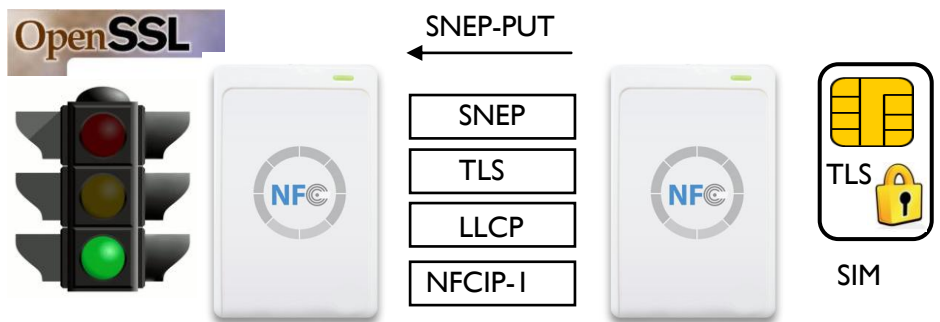 OpenSSL
SNEP-PUT
SNEP
TLS
LLCP
NFCIP-1
NFC
NFC
TLS
SIM